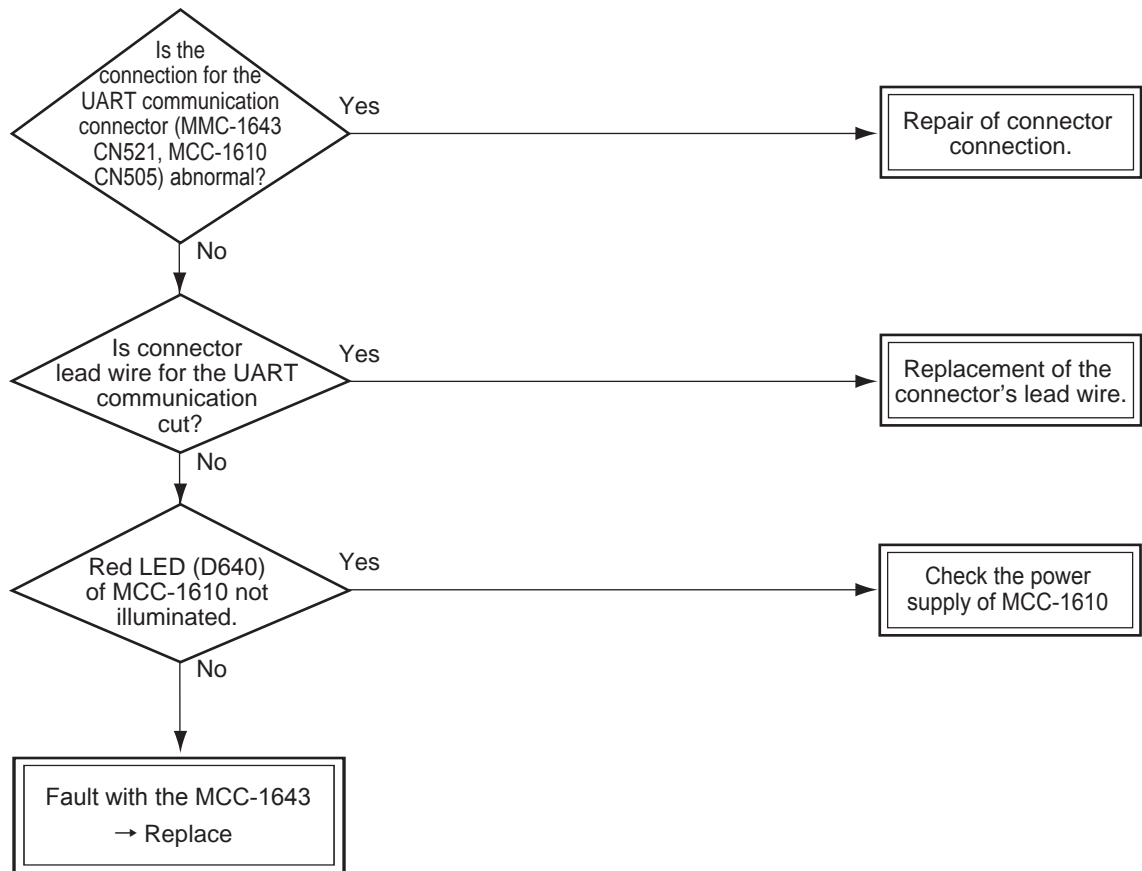 Is the
connection for the
UART communication
connector (MMC-1643
CN521, MCC-1610
CN505) abnormal?
Yes
Repair of connector
connection.
No
Is connector
lead wire for the UART
communication
cut?
Yes
Replacement of the
connector's lead wire.
No
Red LED (D640)
of MCC-1610 not
illuminated.
Yes
Check the power
supply of MCC-1610
No
Fault with the MCC-1643
→ Replace